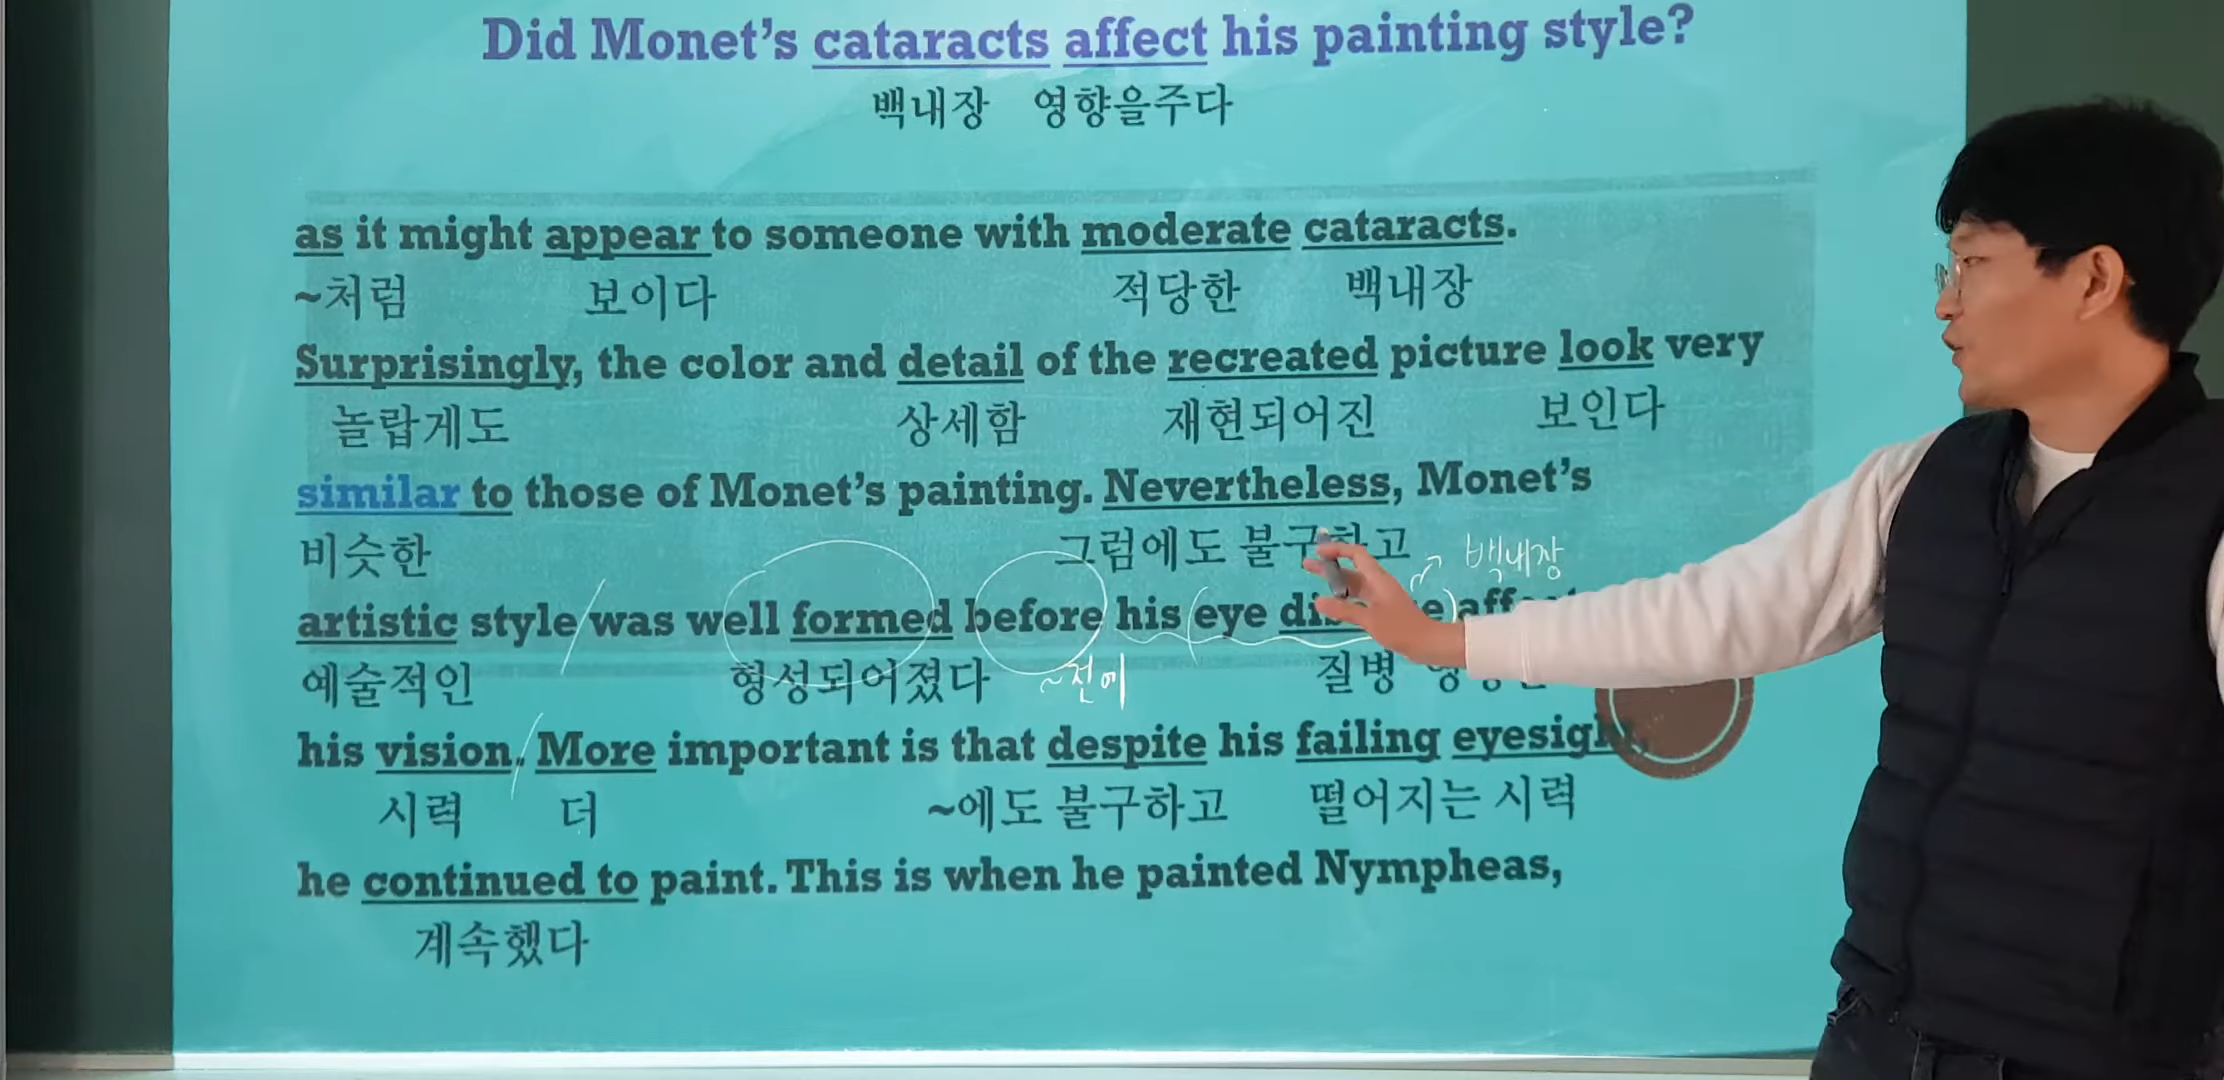 Did Monet's cataracts affect his painting style?
백내장 영향을주다
as it might appear to someone with moderate cataracts.
~처럼 보이다 적당한 백내장
Surprisingly, the color and detail of the recreated picture look very
놀랍게도 상세함 재현되어진 보인다
similar to those of Monet's painting. Nevertheless, Monet's
비슷한 그럼에도 불구하고
백내장
artistic style was well formed before his eye
예술적인 형성되어졌다 ~전에 질병
his vision. More important is that despite his failing
시력 더 ~에도 불구하고 떨어지는 시력
he continued to paint. This is when he painted Nympheas,
계속했다